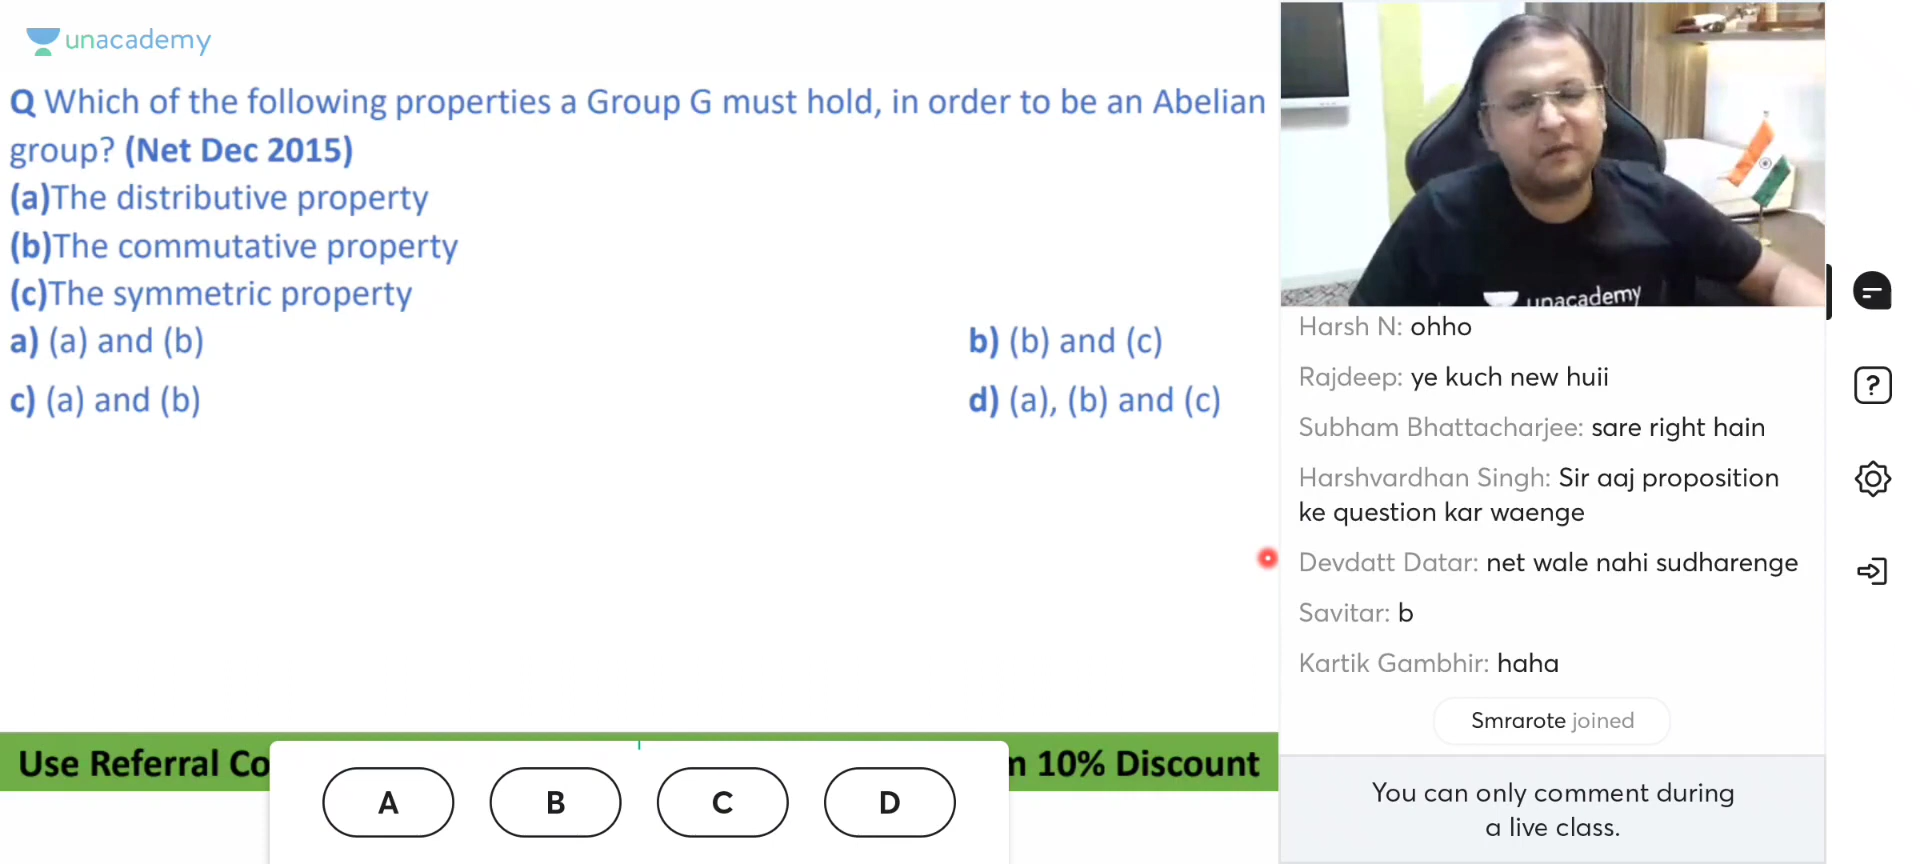 unacademy
Q Which of the following properties a Group G must hold, in order to be an Abelian
group? (Net Dec 2015)
(a)The distributive property
(b)The commutative property
(c)The symmetric property
a) (a) and (b)
b) (b) and (c)
c) (a) and (b)
d) (a), (b) and (c)
Use Referral Co
n 10% Discount
A
B
C
D
unacademy
Harsh N: ohho
Rajdeep: ye kuch new huii
Subham Bhattacharjee: sare right hain
Harshvardhan Singh: Sir aaj proposition
ke question kar waenge
Devdatt Datar: net wale nahi sudharenge
Savitar: b
Kartik Gambhir: haha
Smrarote joined
You can only comment during
a live class.
?